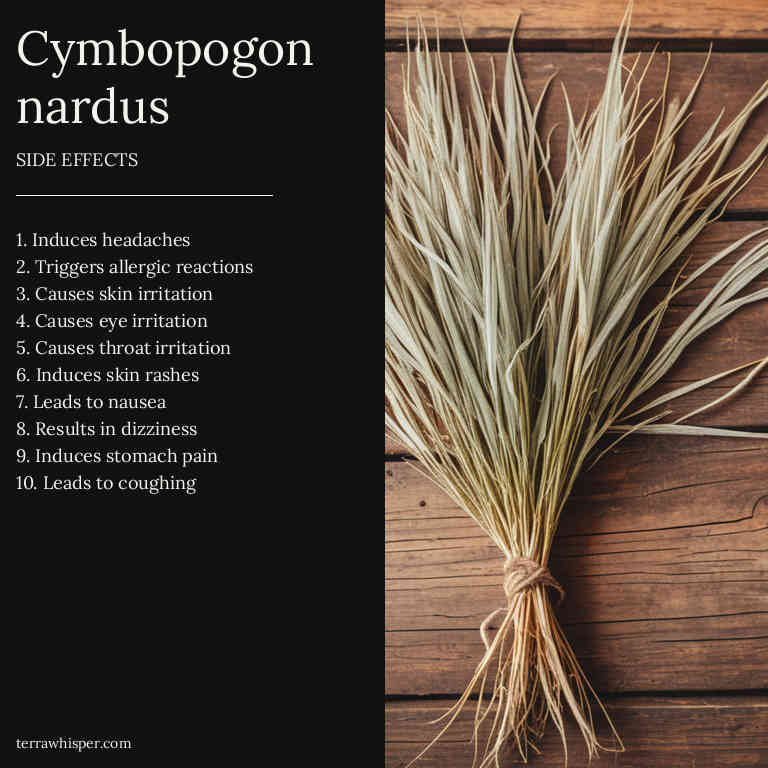 Cymbopogon
nardus
SIDE EFFECTS
1. Induces headaches
2. Triggers allergic reactions
3. Causes skin irritation
4. Causes eye irritation
5. Causes throat irritation
6. Induces skin rashes
7. Leads to nausea
8. Results in dizziness
9. Induces stomach pain
10. Leads to coughing
terrawhisper.com